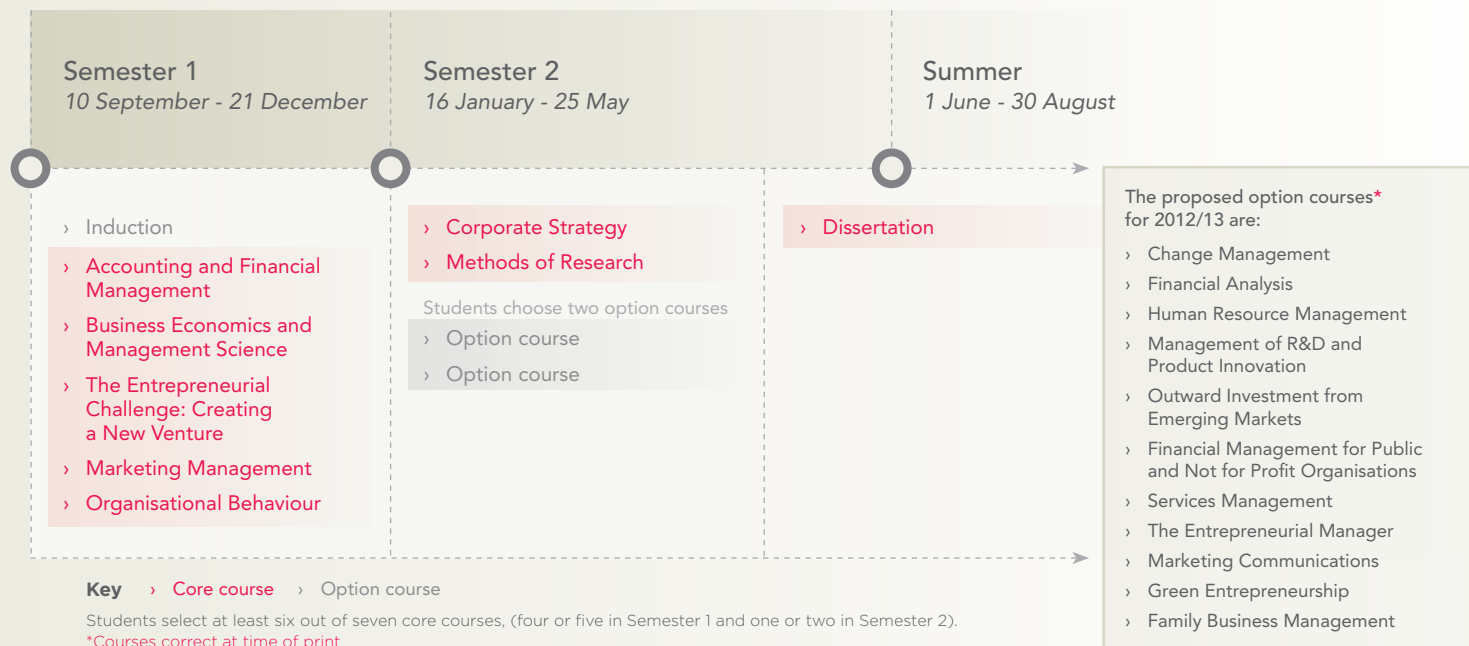 Semester 1
10 September - 21 December
Semester 2
16 January - 25 May
Summer
1 June - 30 August
› Induction
› Accounting and Financial
Management
› Business Economics and
Management Science
› The Entrepreneurial
Challenge: Creating
a New Venture
› Marketing Management
› Organisational Behaviour
› Corporate Strategy
› Methods of Research
Students choose two option courses
› Option course
› Option course
› Dissertation
The proposed option courses*
for 2012/13 are:
› Change Management
› Financial Analysis
› Human Resource Management
› Management of R&D and
Product Innovation
› Outward Investment from
Emerging Markets
› Financial Management for Public
and Not for Profit Organisations
› Services Management
› The Entrepreneurial Manager
› Marketing Communications
› Green Entrepreneurship
› Family Business Management
Key › Core course › Option course
Students select at least six out of seven core courses, (four or five in Semester 1 and one or two in Semester 2).
*Courses correct at time of print